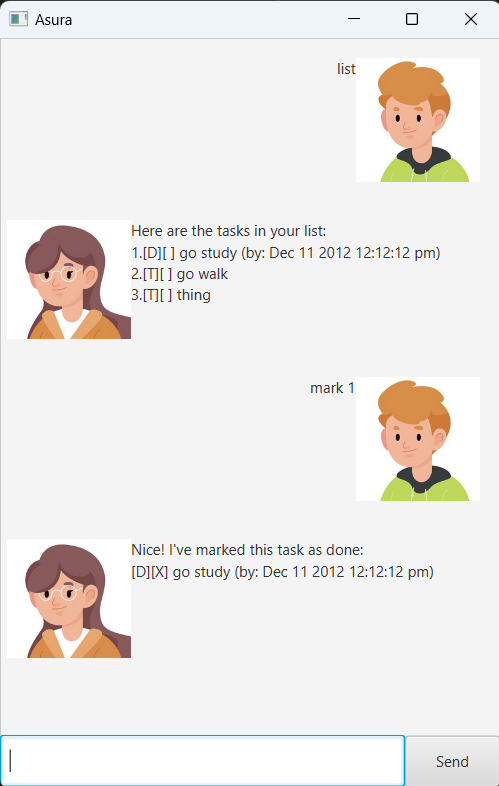 Asura
list
Here are the tasks in your list:
1.[D][ ] go study (by: Dec 11 2012 12:12:12 pm)
2.[T][ ] go walk
3.[T][ ] thing
mark 1
Nice! I've marked this task as done:
[D][X] go study (by: Dec 11 2012 12:12:12 pm)
Send